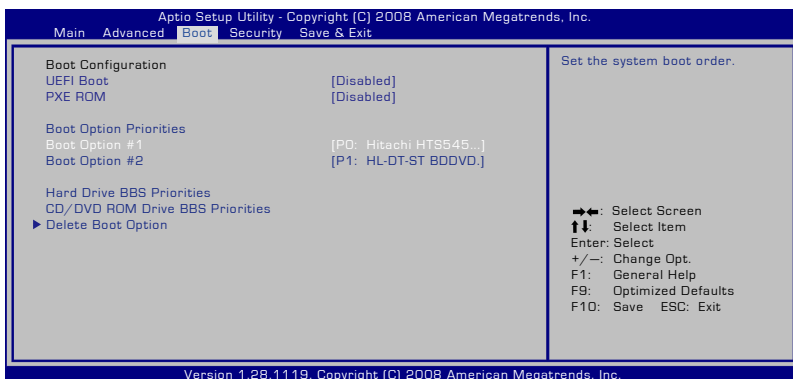 Aptio Setup Utility - Copyright (C) 2008 American Megatrends, Inc.
Main Advanced Boot Security Save & Exit
Boot Configuration
UEFI Boot [Disabled]
PXE ROM [Disabled]
Boot Option Priorities
Boot Option #1 [P0: Hitachi HTS545...]
Boot Option #2 [P1: HL-DT-ST BDDVD.]
Hard Drive BBS Priorities
CD/DVD ROM Drive BBS Priorities
Delete Boot Option
Set the system boot order.
→←: Select Screen
↑↓: Select Item
Enter: Select
+/—: Change Opt.
F1: General Help
F9: Optimized Defaults
F10: Save ESC: Exit
Version 1.28.1119. Copyright (C) 2008 American Megatrends, Inc.